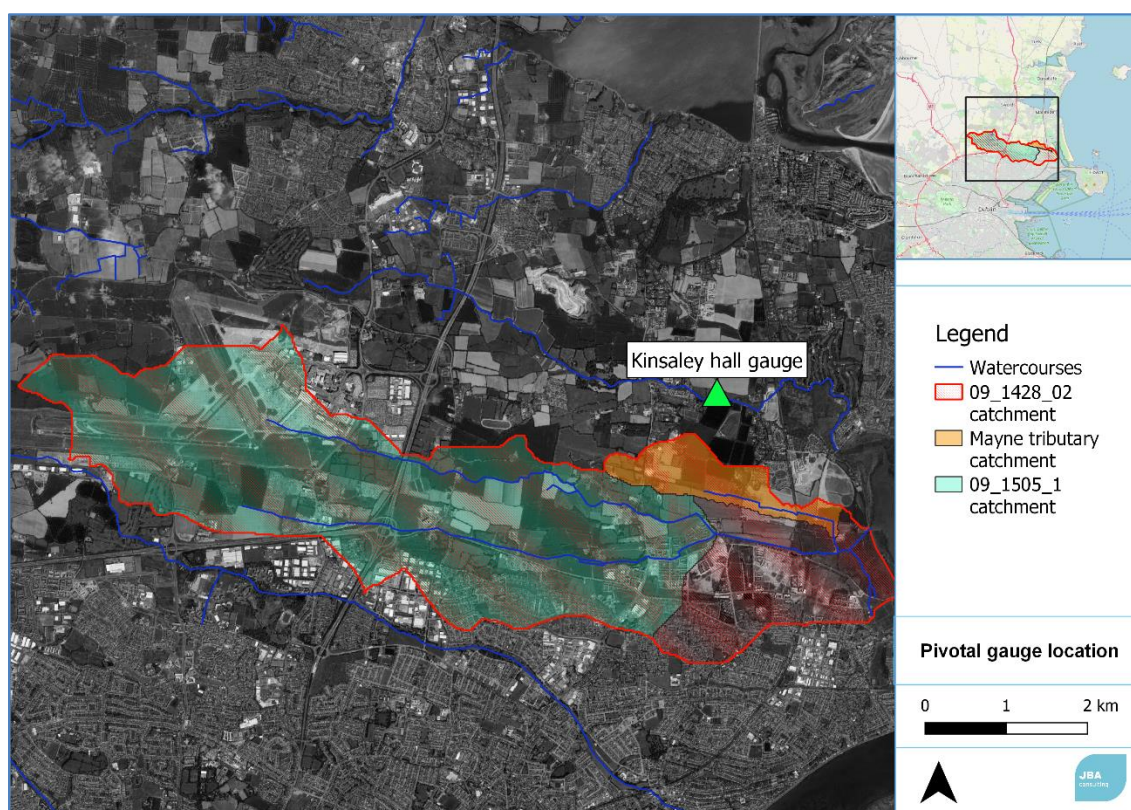 Kinsaley hall gauge
Legend
Watercourses
09_1428_02
catchment
Mayne tributary
catchment
09_1505_1
catchment
Pivotal gauge location
0 1 2 km
JBA
consulting